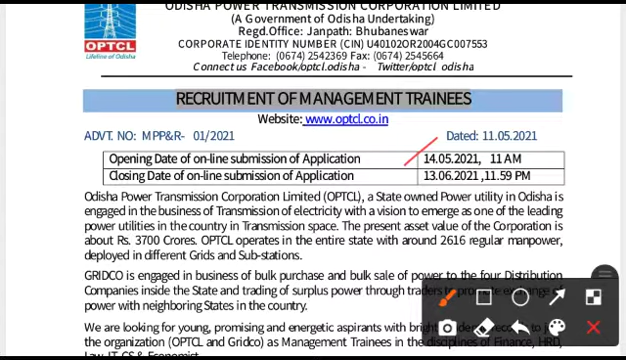 ODISHA POWER TRANSMISSION CORPORATION LIMITED
(A Government of Odisha Undertaking)
Regd.Office: Janpath: Bhubaneswar
CORPORATE IDENTITY NUMBER (CIN) U40102OR2004GC007553
Telephone: (0674) 2542369 Fax: (0674) 2545664
Connect us Facebook/optcl.odisha - Twitter/optcl odisha
OPTCL
Lifeline of Odisha
RECRUITMENT OF MANAGEMENT TRAINEES
Website: www.optcl.co.in
ADVT. NO: MPP&R- 01/2021 Dated: 11.05.2021
Opening Date of on-line submission of Application 14.05.2021, 11 AM
Closing Date of on-line submission of Application 13.06.2021 ,11.59 PM
Odisha Power Transmission Corporation Limited (OPTCL), a State owned Power utility in Odisha is
engaged in the business of Transmission of electricity with a vision to emerge as one of the leading
power utilities in the country in Transmission space. The present asset value of the Corporation is
about Rs. 3700 Crores. OPTCL operates in the entire state with around 2616 regular manpower,
deployed in different Grids and Sub-stations.
GRIDCO is engaged in business of bulk purchase and bulk sale of power to the four Distribution
Companies inside the State and trading of surplus power through traders to promote exchange of
power with neighboring States in the country.
We are looking for young, promising and energetic aspirants with bright
the organization (OPTCL and Gridco) as Management Trainees in the disciplines of Finance, HRD,
Law, IT, CS & Economist